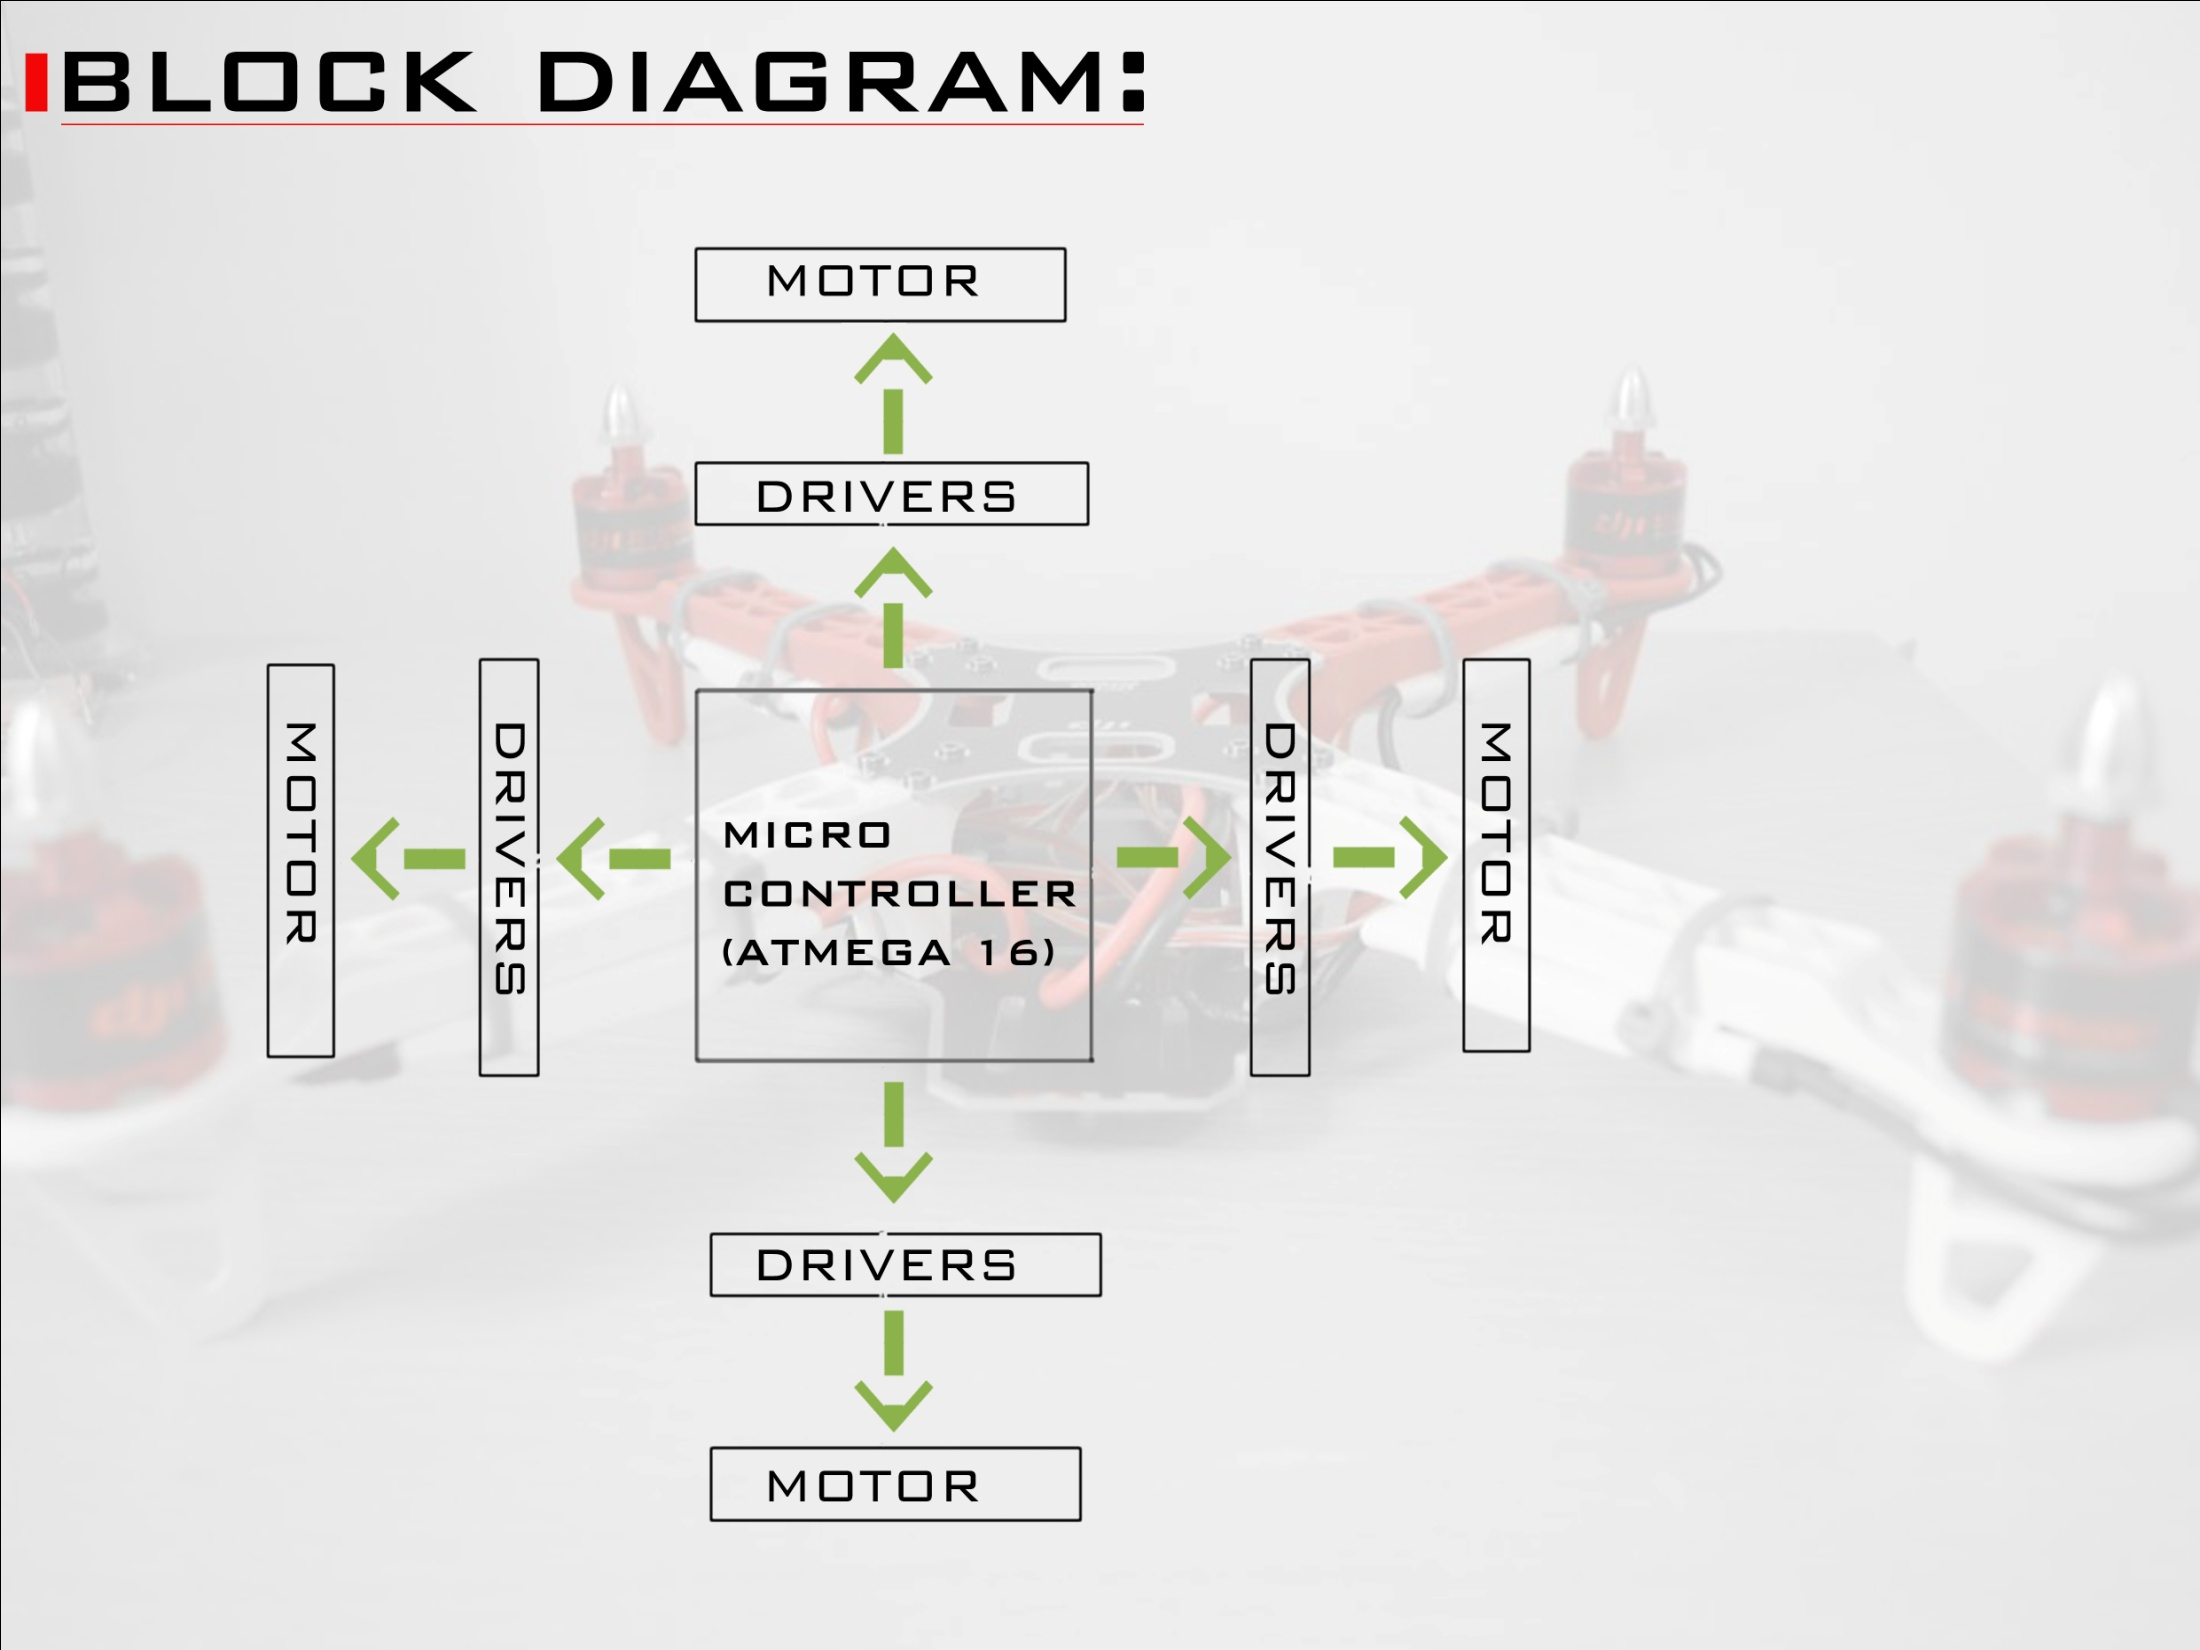 BLOCK DIAGRAM:
MOTOR
DRIVERS
MOTOR
DRIVERS
MICRO
CONTROLLER
(ATMEGA 16)
DRIVERS
MOTOR
DRIVERS
MOTOR